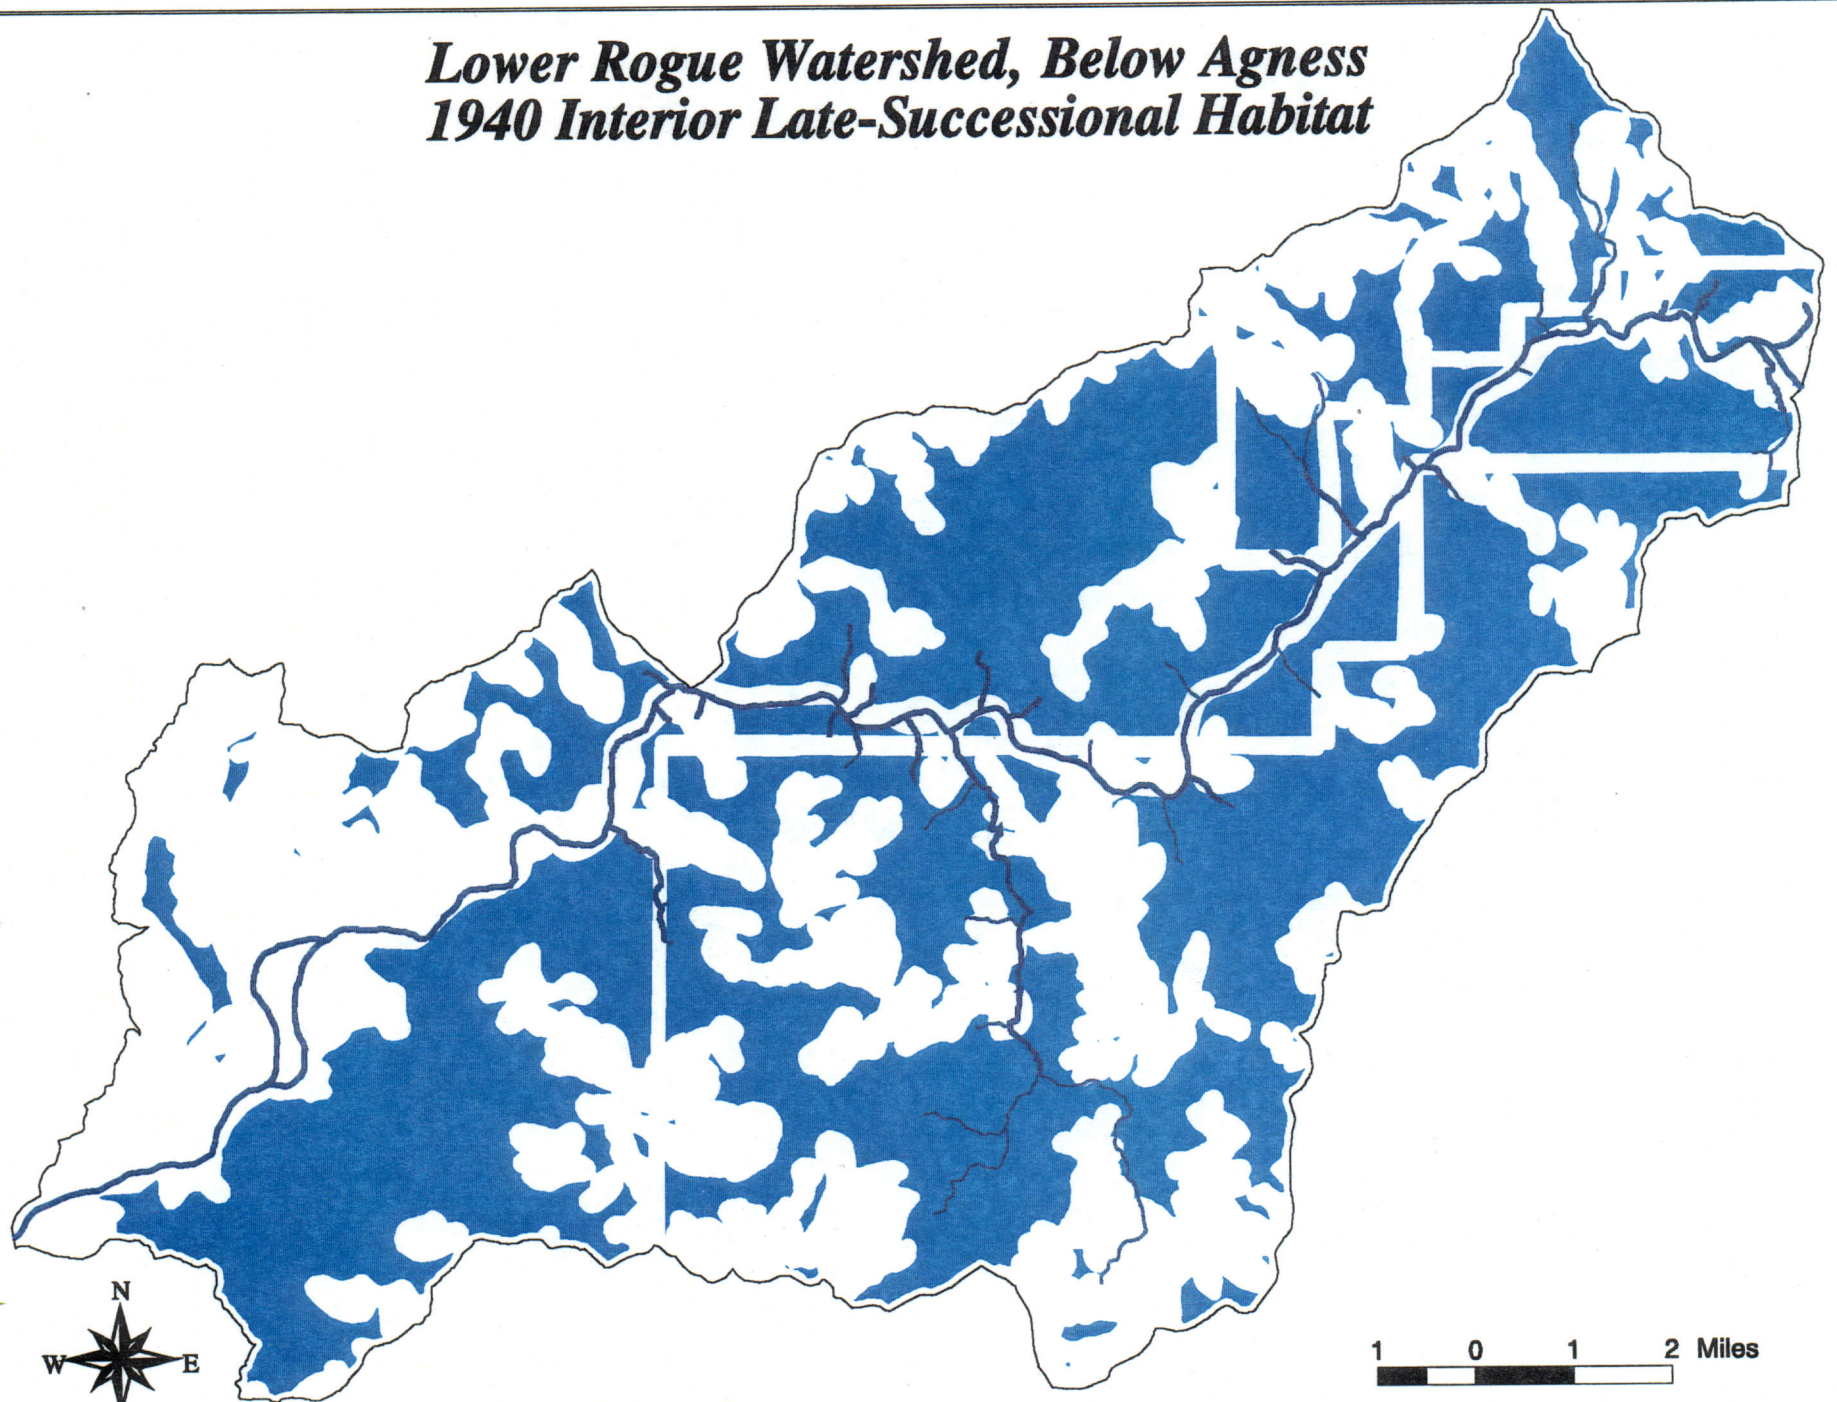 Lower Rogue Watershed, Below Agness
1940 Interior Late-Successional Habitat
N
W E
1 0 1 2 Miles